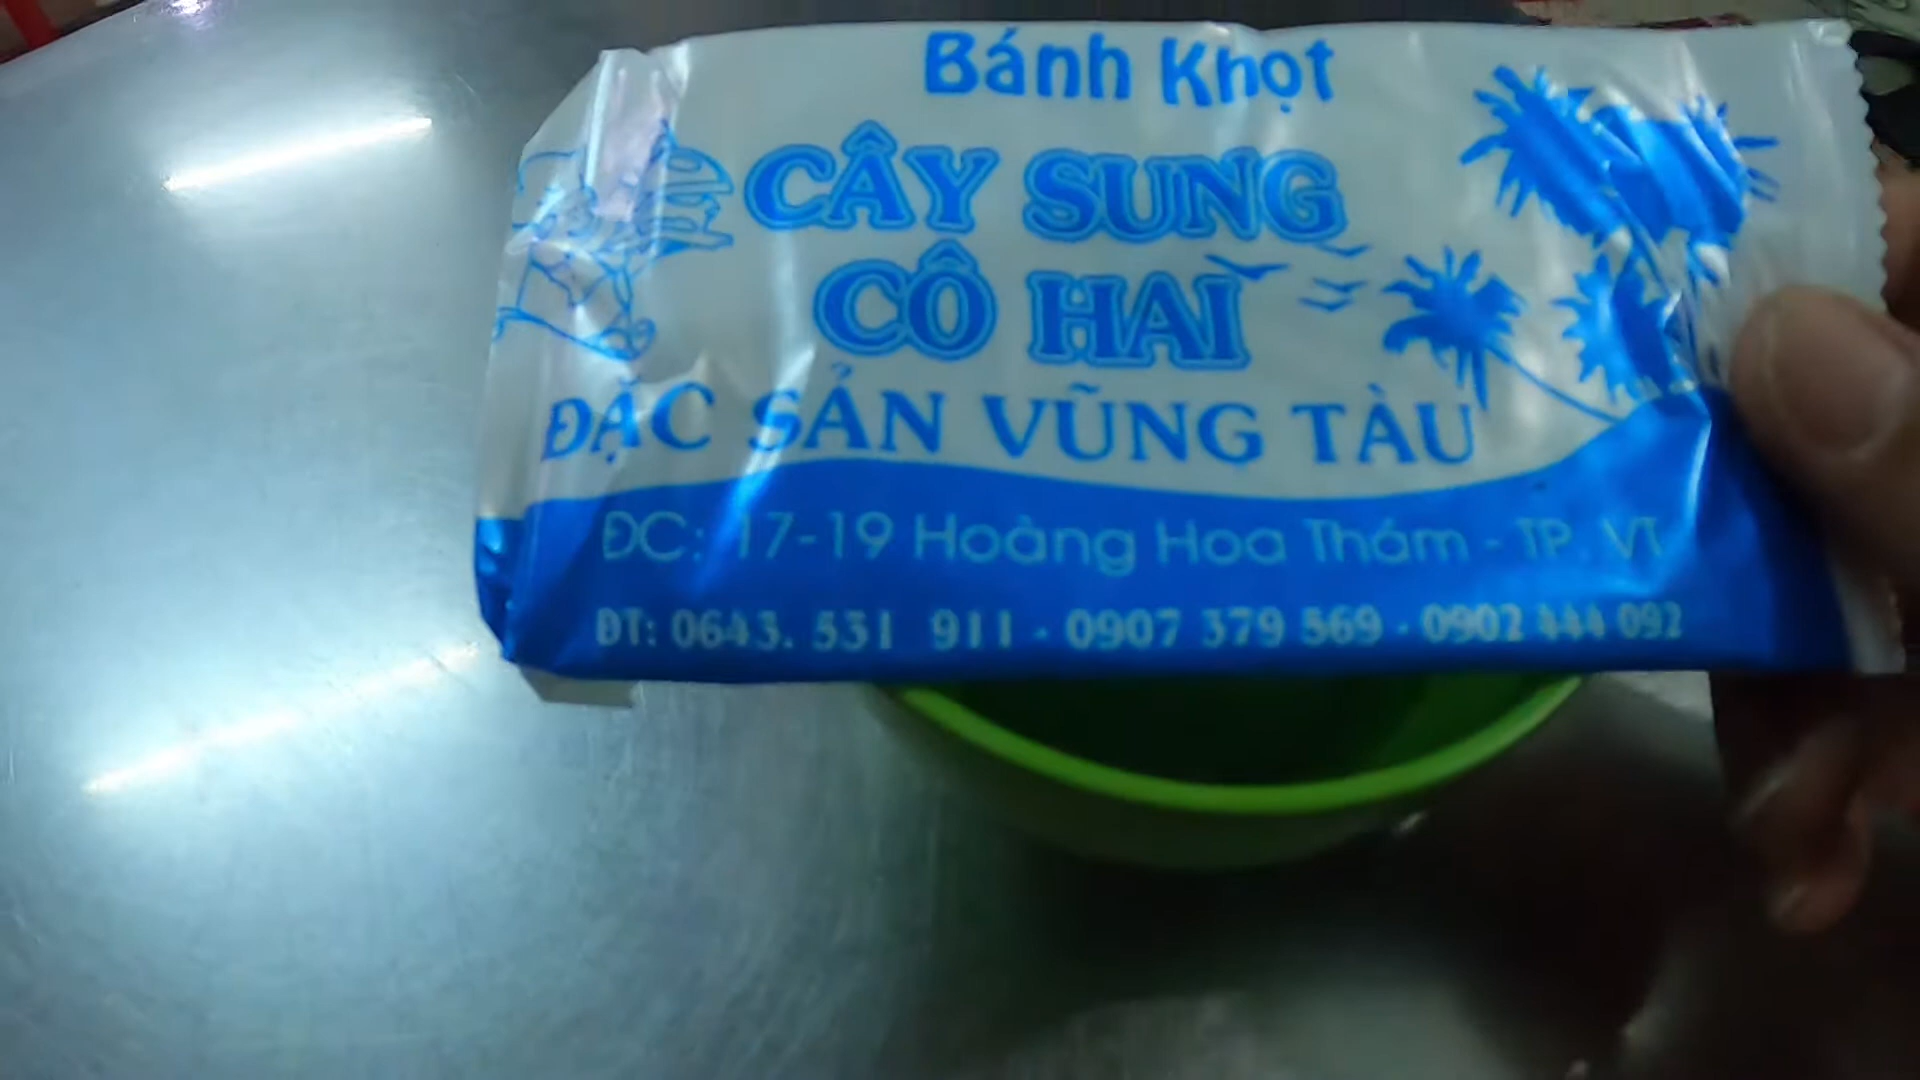 Bánh Khọt
CÂY SUNG
CÔ HAI
ĐẶC SẢN VŨNG TÀU
ĐC: 17-19 Hoàng Hoa Thám - TP. VT
ĐT: 0643. 531 911 - 0907 379 569 - 0902 444 092